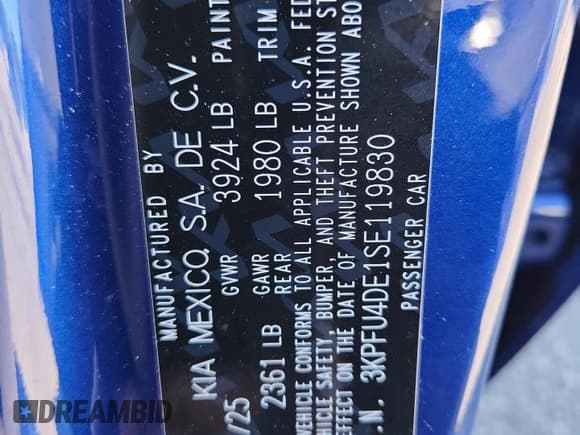 MANUFACTURED BY
KIA MEXICO, S.A. DE C.V.
/25 GVWR 3924 LB PAINT
2361 LB GAWR REAR 1980 LB TRIM
VEHICLE CONFORMS TO ALL APPLICABLE U.S.A. FED
HICLE SAFETY, BUMPER, AND THEFT PREVENTION ST
EFFECT ON THE DATE OF MANUFACTURE SHOWN ABO
I.N. 3KPFU4DE1SE119830
PASSENGER CAR
DREAMBID